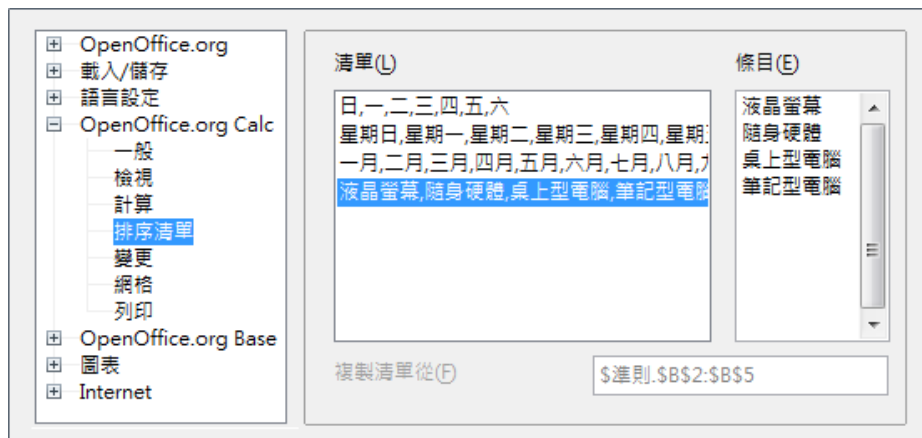 OpenOffice.org
載入/儲存
語言設定
OpenOffice.org Calc
一般
檢視
計算
排序清單
變更
網格
列印
OpenOffice.org Base
圖表
Internet
清單(L)
日,一,二,三,四,五,六
星期日,星期一,星期二,星期三,星期四,星期
一月,二月,三月,四月,五月,六月,七月,八月,
液晶螢幕,隨身硬體,桌上型電腦,筆記型電腦
條目(E)
液晶螢幕
隨身硬體
桌上型電腦
筆記型電腦
複製清單從(F)
$準則.$B$2:$B$5